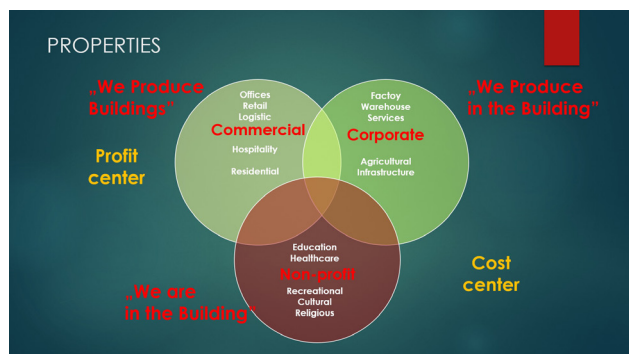 PROPERTIES
„We Produce
Buildings”
Offices
Retail
Logistic
Commercial
Hospitality
Residential
Factoy
Warehouse
Services
Corporate
Agricultural
Infrastructure
„We Produce
in the Building”
Profit
center
Education
Healthcare
Non-profit
Recreational
Cultural
Religious
„We are
in the Building”
Cost
center